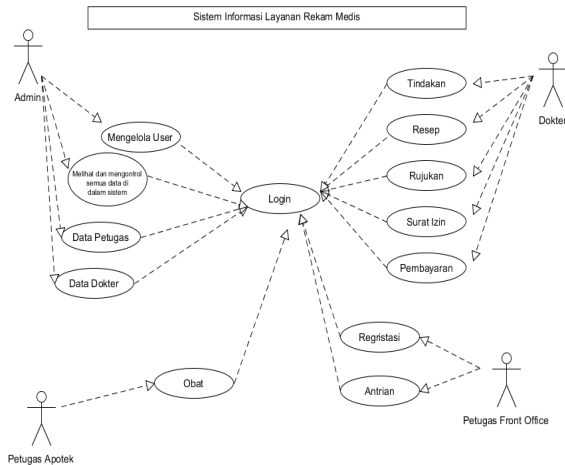 Sistem Informasi Layanan Rekam Medis
Admin
Mengelola User
Melihat dan mengontrol
semua data di
dalam sistem
Data Petugas
Data Dokter
Login
Tindakan
Resep
Rujukan
Surat Izin
Pembayaran
Dokter
Regristasi
Antrian
Petugas Front Office
Obat
Petugas Apotek